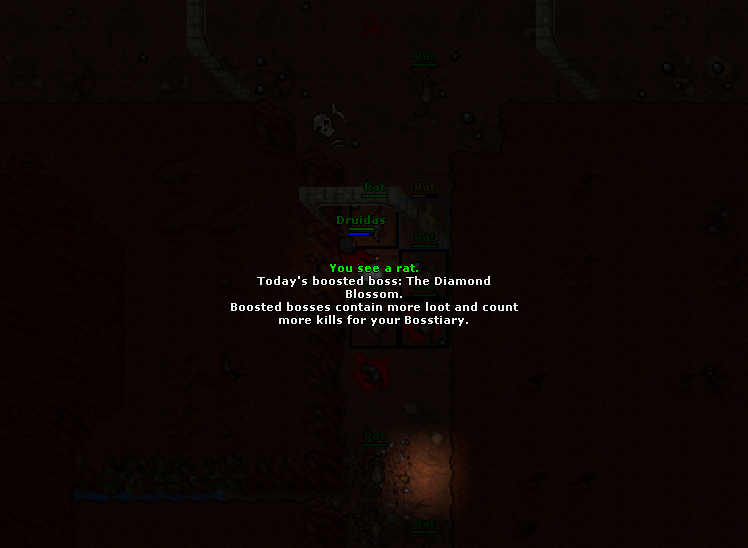 Rat
Rat
Rat
Druidas
Rat
You see a rat.
Today's boosted boss: The Diamond
Blossom.
Boosted bosses contain more loot and count
more kills for your Bosstiary.
Rat
Rat